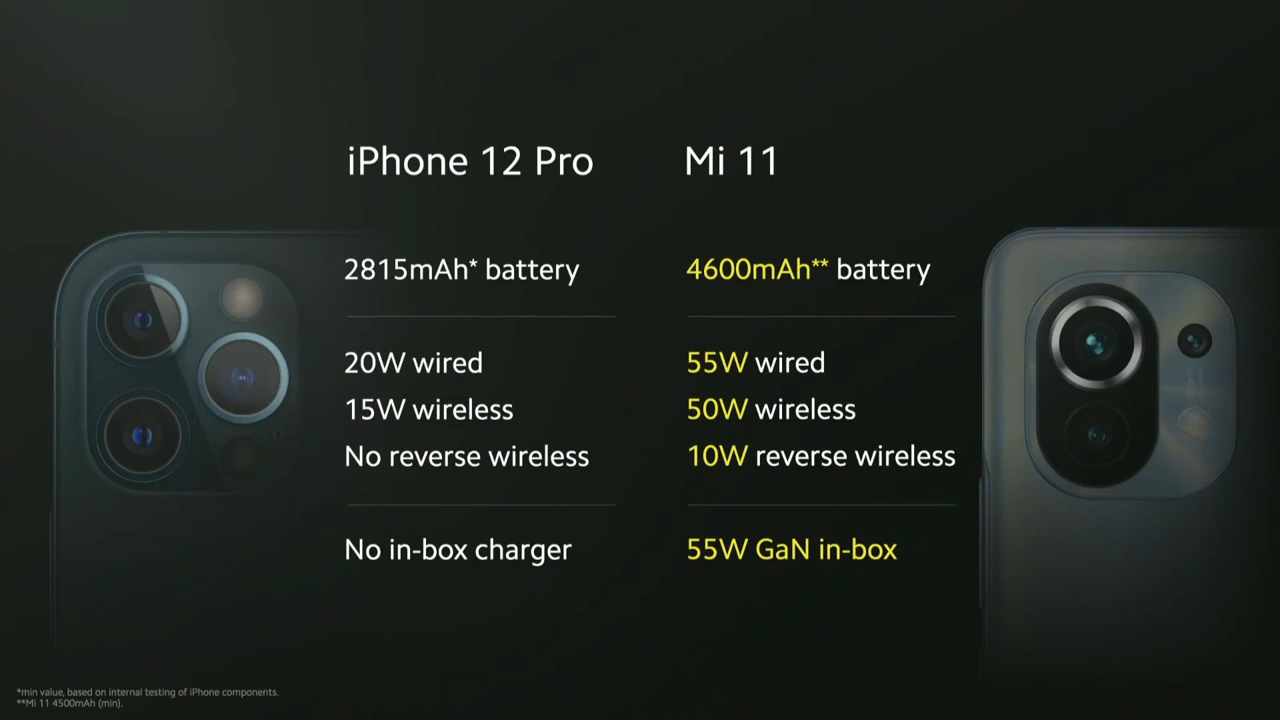 iPhone 12 Pro
Mi 11
2815mAh* battery
4600mAh** battery
20W wired
55W wired
15W wireless
50W wireless
No reverse wireless
10W reverse wireless
No in-box charger
55W GaN in-box
*min value, based on internal testing of iPhone components.
**Mi 11 4500mAh (min).